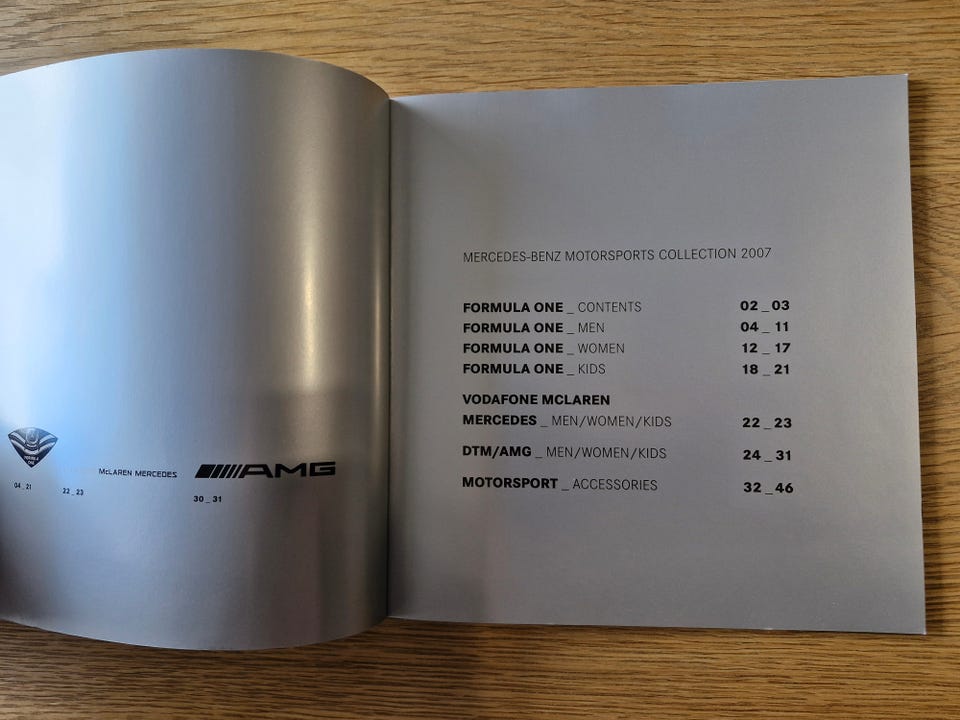 FORMULA ONE
McLAREN MERCEDES
AMG
04 _ 21
22 _ 23
30 _ 31
MERCEDES-BENZ MOTORSPORTS COLLECTION 2007
FORMULA ONE _ CONTENTS 02 _ 03
FORMULA ONE _ MEN 04 _ 11
FORMULA ONE _ WOMEN 12 _ 17
FORMULA ONE _ KIDS 18 _ 21
VODAFONE MCLAREN
MERCEDES _ MEN/WOMEN/KIDS 22 _ 23
DTM/AMG _ MEN/WOMEN/KIDS 24 _ 31
MOTORSPORT _ ACCESSORIES 32 _ 46